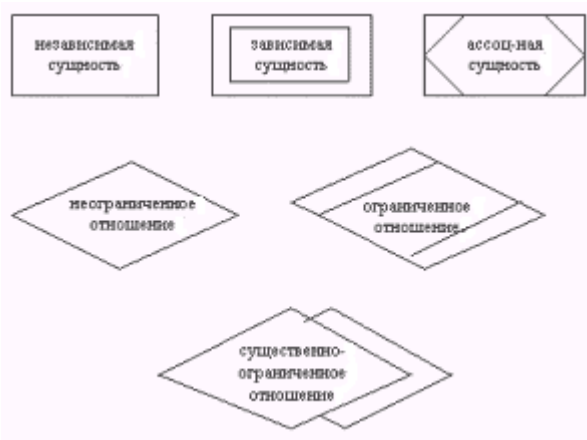 независимая
сущность
зависимая
сущность
ассоц-ная
сущность
неограниченное
отношение
ограниченное
отношение
существенно-
ограниченное
отношение